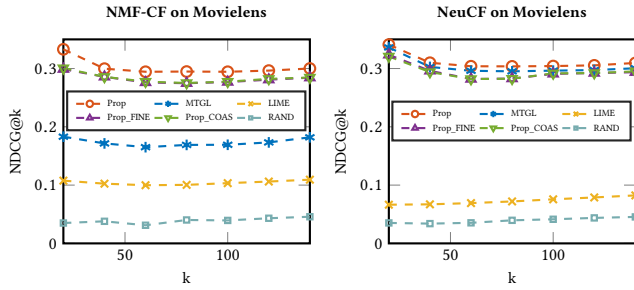 NMF-CF on Movielens
NDCG@k
0.3
0.2
0.1
0
Prop MTGL LIME
Prop_FINE Prop_COAS RAND
50 100
k
NeuCF on Movielens
NDCG@k
0.3
0.2
0.1
0
Prop MTGL LIME
Prop_FINE Prop_COAS RAND
50 100
k